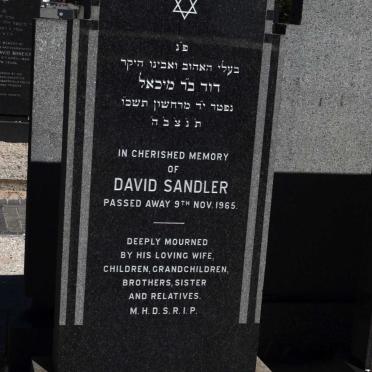 פ״נ
בעלי האהוב ואבינו היקר
דוד בר מיכאל
נפטר יד מרחשון תשכ״ו
ת נ צ ב ה
IN CHERISHED MEMORY
OF
DAVID SANDLER
PASSED AWAY 9TH NOV. 1965.
DEEPLY MOURNED
BY HIS LOVING WIFE,
CHILDREN, GRANDCHILDREN,
BROTHERS, SISTER
AND RELATIVES.
M.H.D.S.R.I.P.